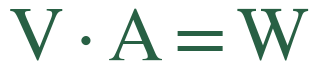 V · A = W